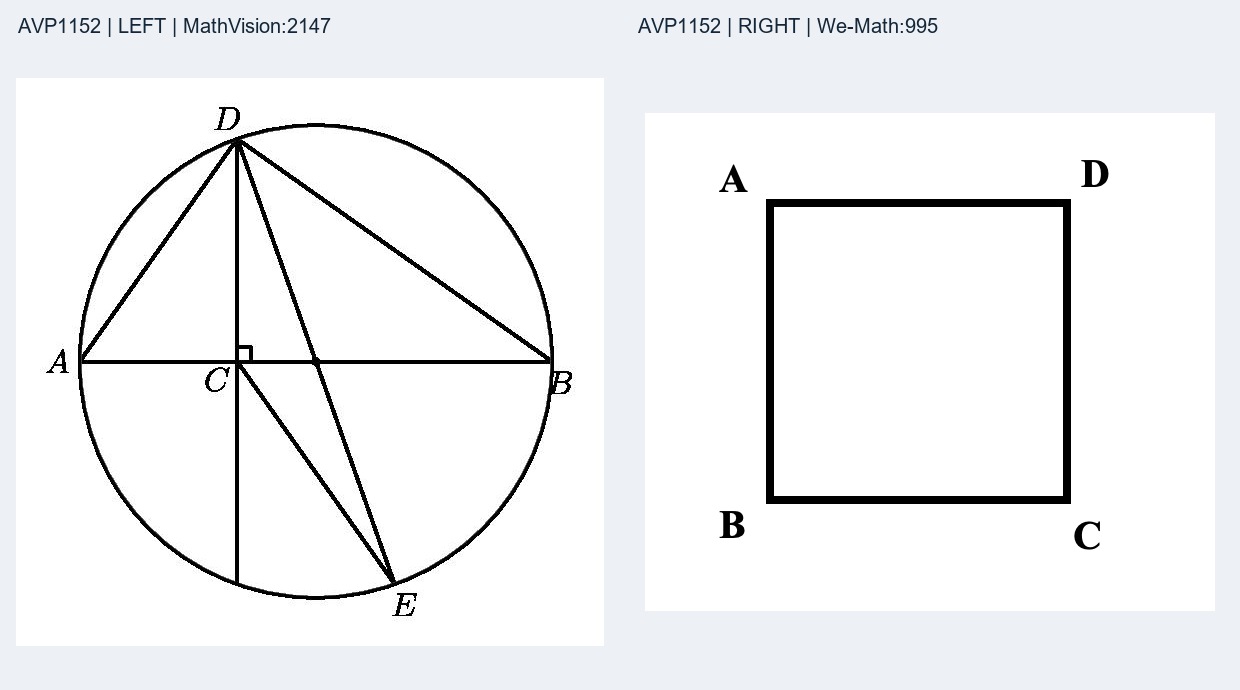 AVP1152 | LEFT | MathVision:2147
D
A
C
B
E
AVP1152 | RIGHT | We-Math:995
A
D
B
C